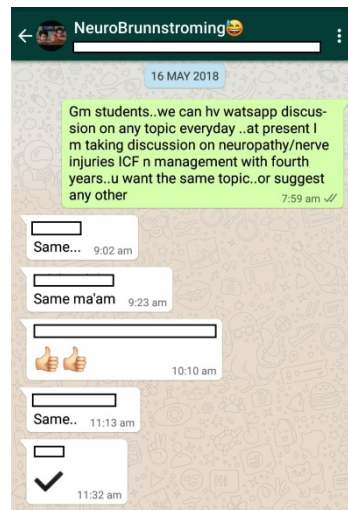 NeuroBrunnstroming😅
16 MAY 2018
Gm students..we can hv watsapp discus-
sion on any topic everyday ..at present I
m taking discussion on neuropathy/nerve
injuries ICF n management with fourth
years..u want the same topic..or suggest
any other
7:59 am
Same... 9:02 am
Same ma'am 9:23 am
👍👍
10:10 am
Same.. 11:13 am
✔
11:32 am